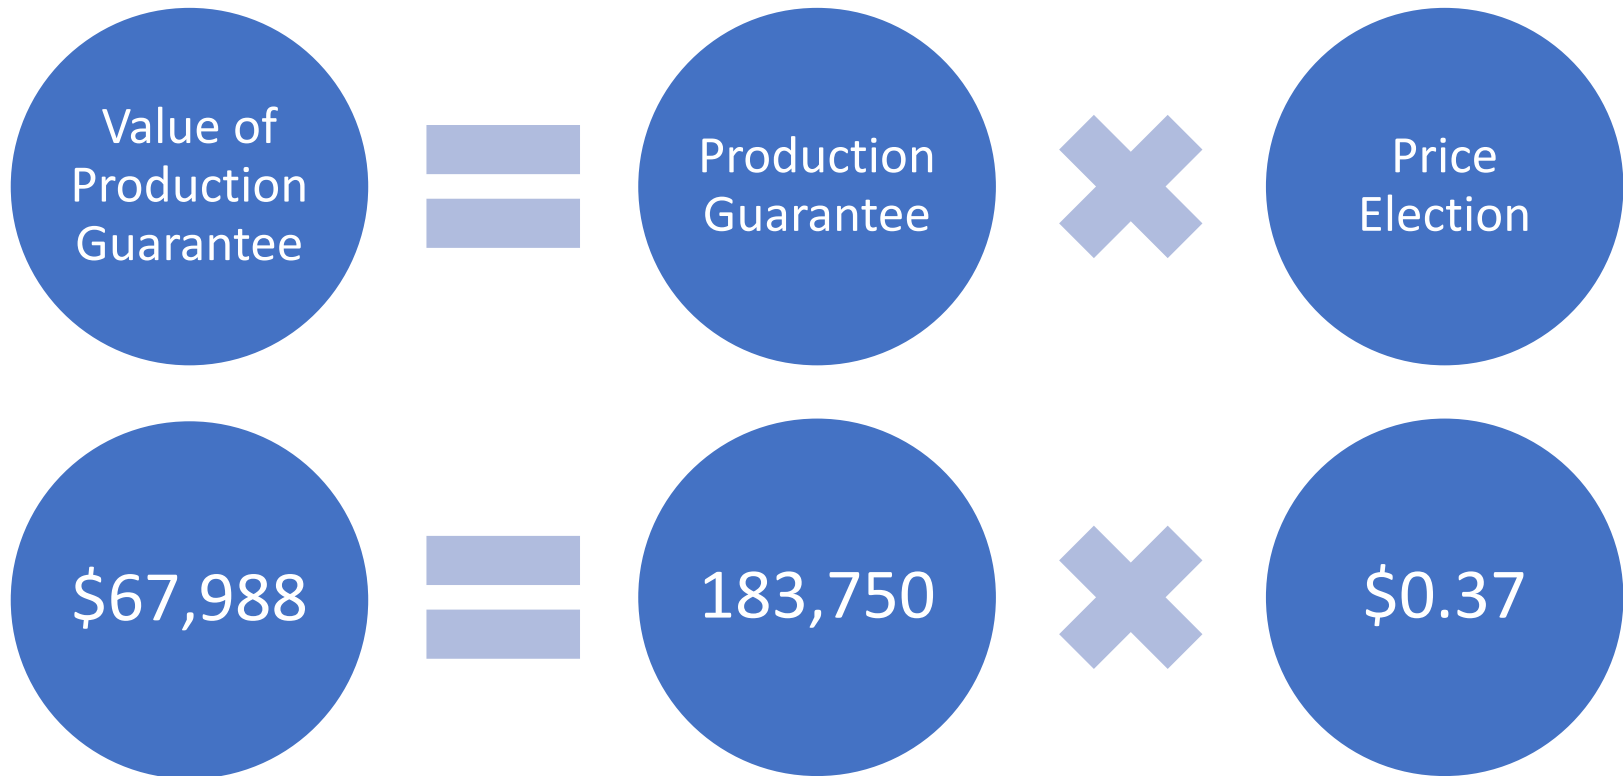 Value of
Production
Guarantee
Production
Guarantee
Price
Election
$67,988
183,750
$0.37